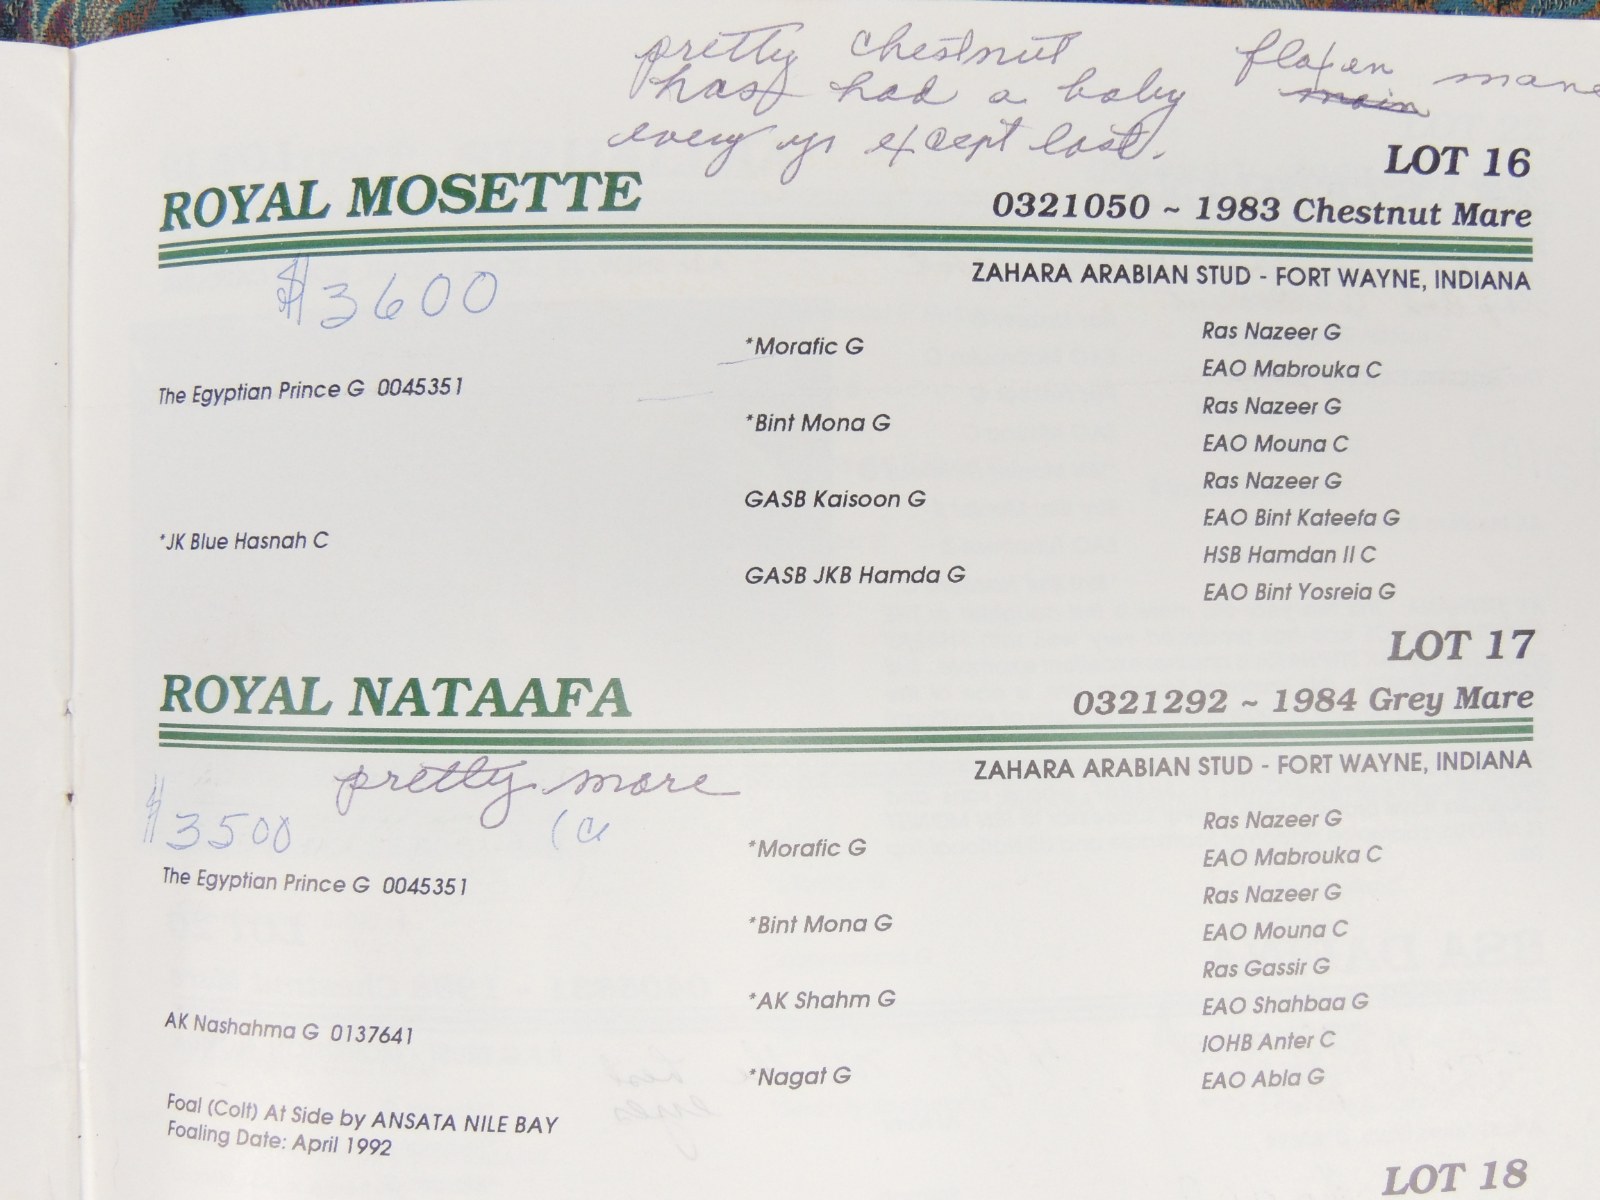 pretty chestnut flaxen mane
has had a baby main
every yr except last.
LOT 16
ROYAL MOSETTE
0321050 ~ 1983 Chestnut Mare
ZAHARA ARABIAN STUD - FORT WAYNE, INDIANA
$3600
Ras Nazeer G
*Morafic G
EAO Mabrouka C
The Egyptian Prince G 0045351
Ras Nazeer G
*Bint Mona G
EAO Mouna C
Ras Nazeer G
GASB Kaisoon G
EAO Bint Kateefa G
*JK Blue Hasnah C
HSB Hamdan II C
GASB JKB Hamda G
EAO Bint Yosreia G
LOT 17
ROYAL NATAAFA
0321292 ~ 1984 Grey Mare
ZAHARA ARABIAN STUD - FORT WAYNE, INDIANA
pretty mare
$3500
Ras Nazeer G
*Morafic G
EAO Mabrouka C
The Egyptian Prince G 0045351
Ras Nazeer G
*Bint Mona G
EAO Mouna C
Ras Gassir G
*AK Shahm G
EAO Shahbaa G
AK Nashahma G 0137641
IOHB Anter C
*Nagat G
EAO Abla G
Foal (Colt) At Side by ANSATA NILE BAY
Foaling Date: April 1992
LOT 18